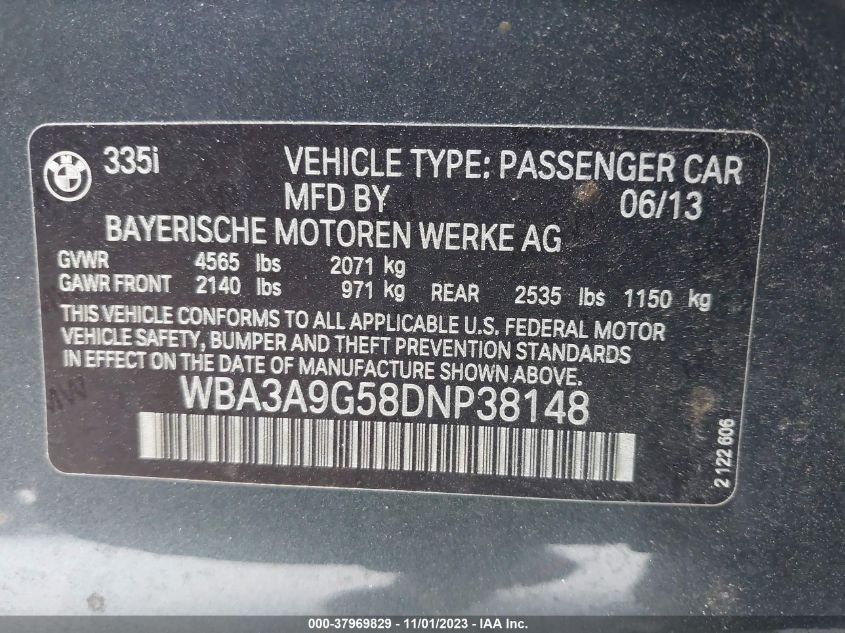 335i VEHICLE TYPE: PASSENGER CAR
MFD BY 06/13
BAYERISCHE MOTOREN WERKE AG
GVWR 4565 lbs 2071 kg
GAWR FRONT 2140 lbs 971 kg REAR 2535 lbs 1150 kg
THIS VEHICLE CONFORMS TO ALL APPLICABLE U.S. FEDERAL MOTOR
VEHICLE SAFETY, BUMPER AND THEFT PREVENTION STANDARDS
IN EFFECT ON THE DATE OF MANUFACTURE SHOWN ABOVE.
WBA3A9G58DNP38148
2 122 606
000-37969829 - 11/01/2023 - IAAI.com